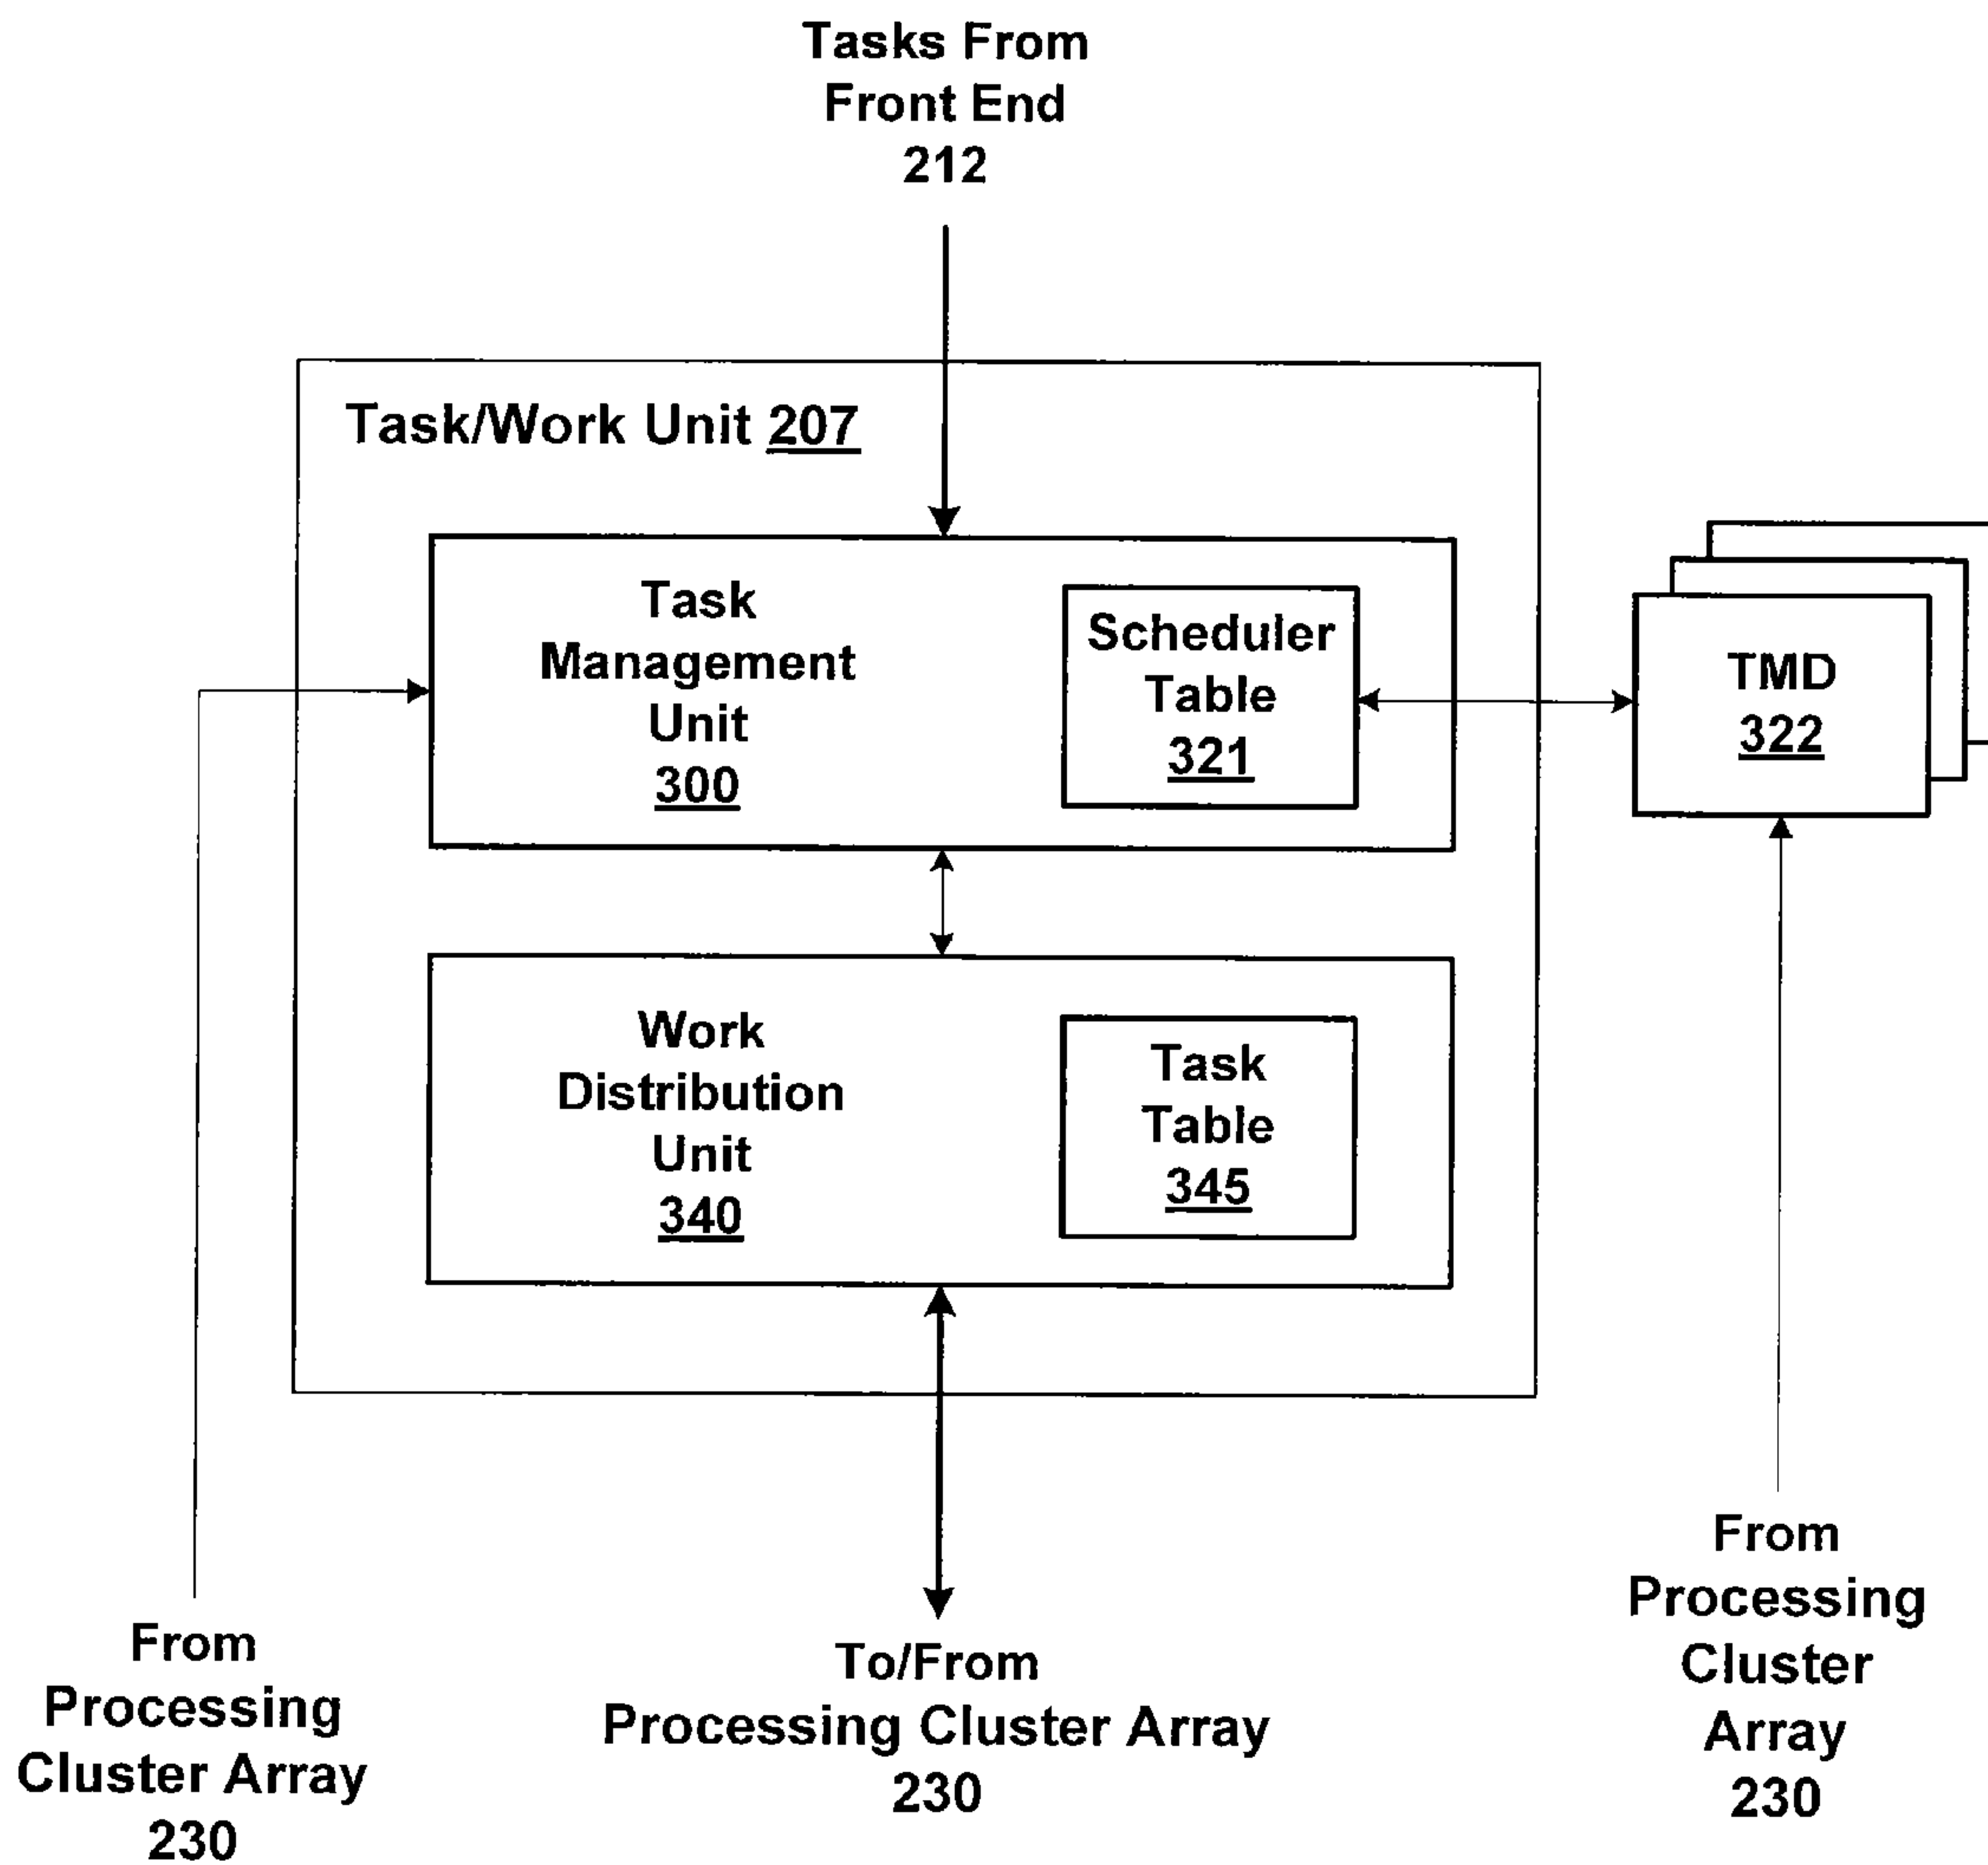 Tasks From
Front End
212
Task/Work Unit 207
Task
Management
Unit
300
Scheduler
Table
321
TMD
322
Work
Distribution
Unit
340
Task
Table
345
From
Processing
Cluster Array
230
To/From
Processing Cluster Array
230
From
Processing
Cluster
Array
230